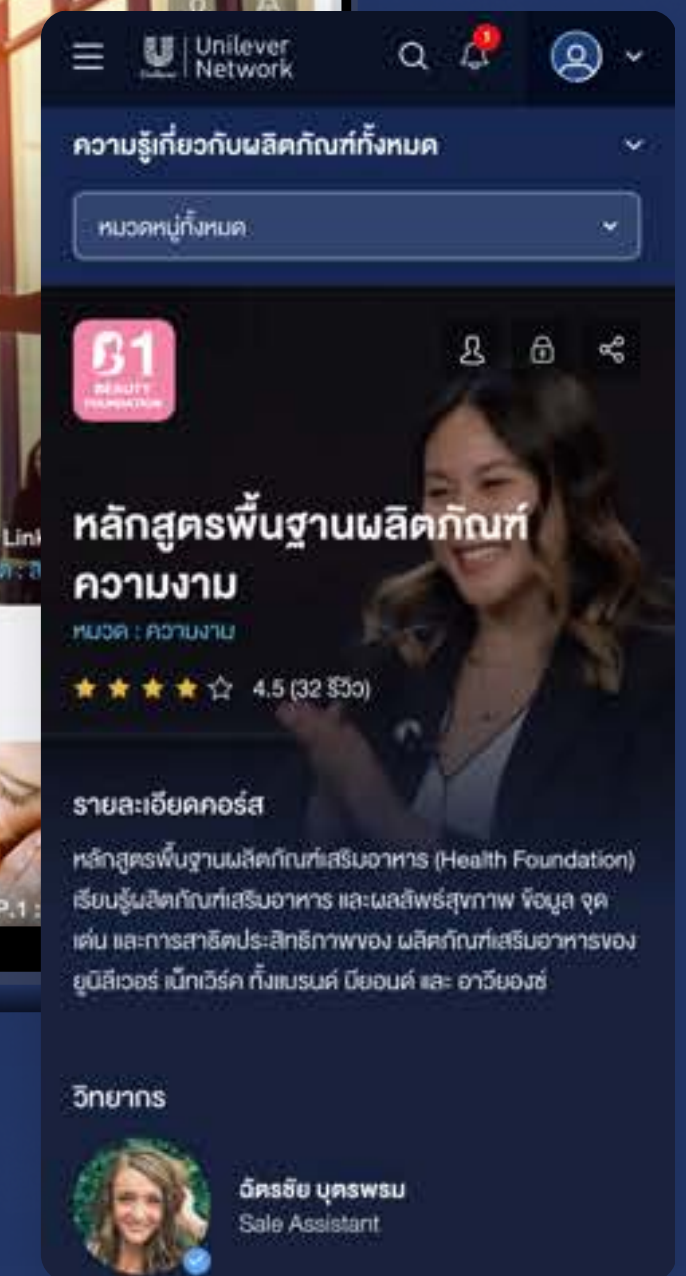 Unilever
Network
1
ความรู้เกี่ยวกับผลิตภัณฑ์ทั้งหมด
หมวดหมู่ทั้งหมด
B1
BEAUTY
FOUNDATION
หลักสูตรพื้นฐานผลิตภัณฑ์
ความงาม
หมวด : ความงาม
4.5 (32 รีวิว)
รายละเอียดคอร์ส
หลักสูตรพื้นฐานผลิตภัณฑ์เสริมอาหาร (Health Foundation)
เรียนรู้ผลิตภัณฑ์เสริมอาหาร และผลลัพธ์สุขภาพ ข้อมูล จุด
เด่น และการสาธิตประสิทธิภาพของ ผลิตภัณฑ์เสริมอาหารของ
ยูนิลีเวอร์ เน็ทเวิร์ค ทั้งแบรนด์ บียอนด์ และ อาวียองซ์
วิทยากร
ฉัตรชัย บุตรพรม
Sale Assistant
Link
P.1 :